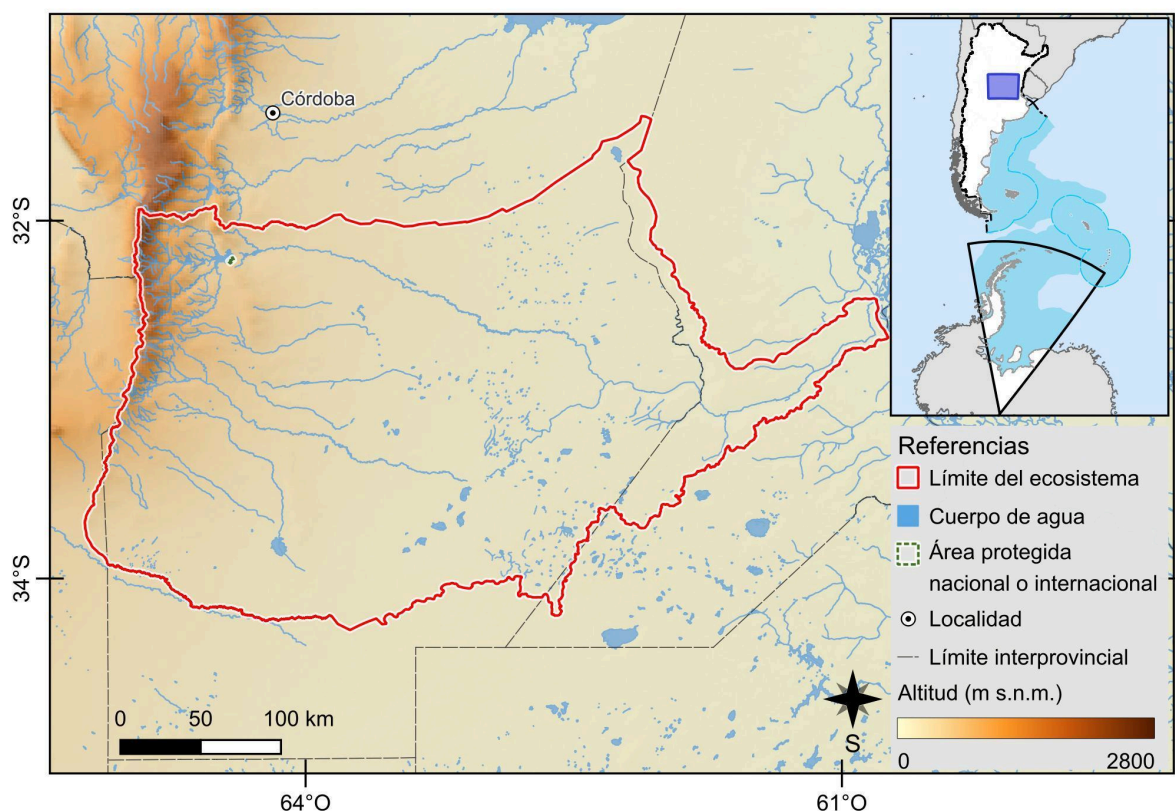 Córdoba
32°S
34°S
0 50 100 km
S
64°O
61°O
Referencias
Límite del ecosistema
Cuerpo de agua
Área protegida
nacional o internacional
Localidad
Límite interprovincial
Altitud (m s.n.m.)
0 2800